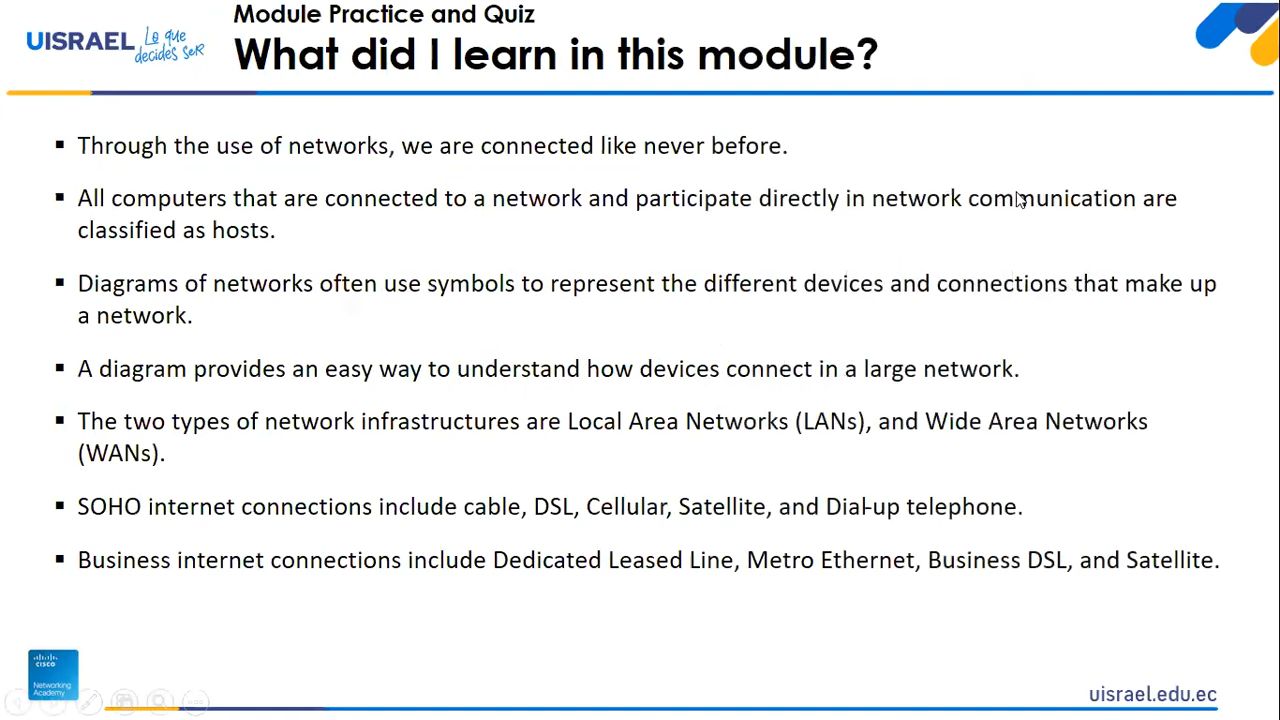 Module Practice and Quiz
UISRAEL Lo que
decides seR
What did I learn in this module?
▪ Through the use of networks, we are connected like never before.
▪ All computers that are connected to a network and participate directly in network communication are
classified as hosts.
▪ Diagrams of networks often use symbols to represent the different devices and connections that make up
a network.
▪ A diagram provides an easy way to understand how devices connect in a large network.
▪ The two types of network infrastructures are Local Area Networks (LANs), and Wide Area Networks
(WANs).
▪ SOHO internet connections include cable, DSL, Cellular, Satellite, and Dial-up telephone.
▪ Business internet connections include Dedicated Leased Line, Metro Ethernet, Business DSL, and Satellite.
CISCO
Networking
Academy
uisrael.edu.ec